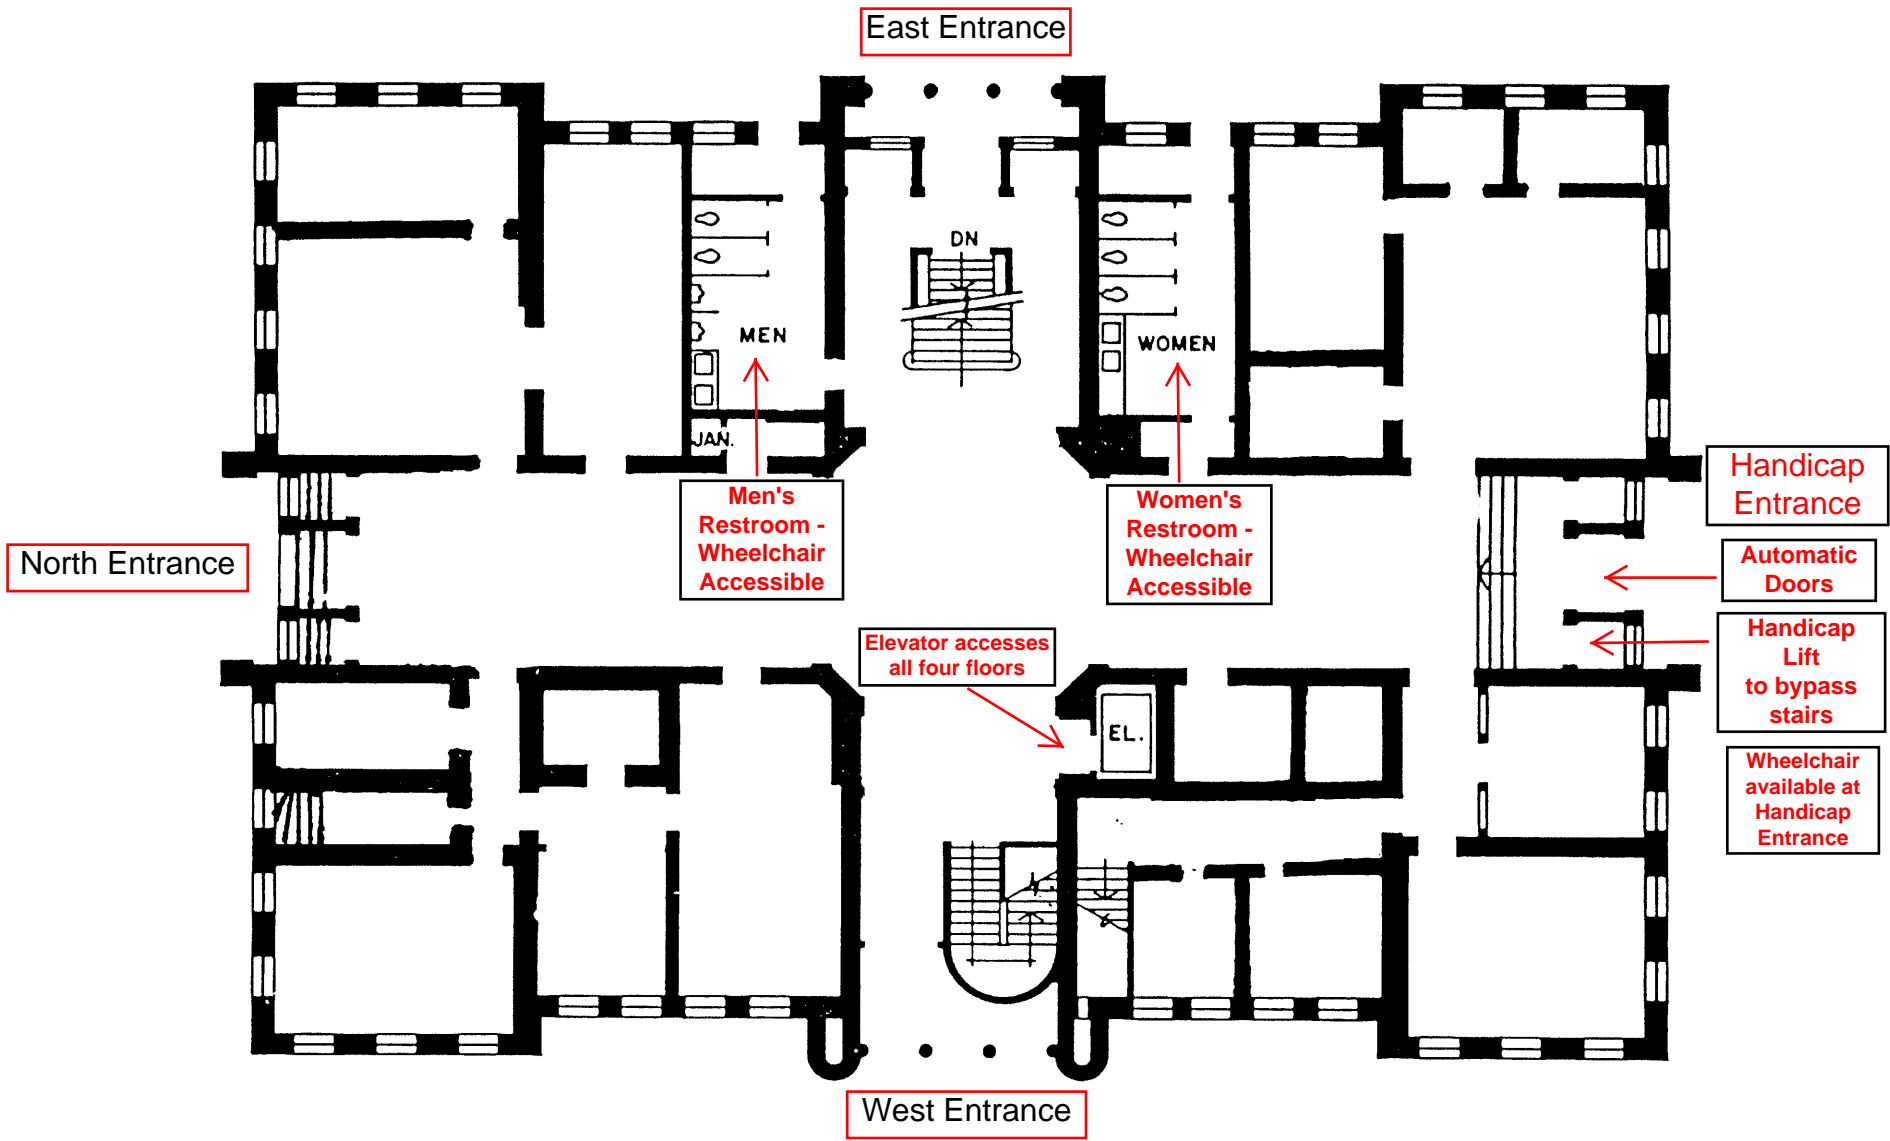 East Entrance
DN
MEN
WOMEN
JAN.
Handicap
Entrance
Men's
Restroom -
Wheelchair
Accessible
Women's
Restroom -
Wheelchair
Accessible
North Entrance
Automatic
Doors
Elevator accesses
all four floors
Handicap
Lift
to bypass
stairs
EL.
Wheelchair
available at
Handicap
Entrance
West Entrance